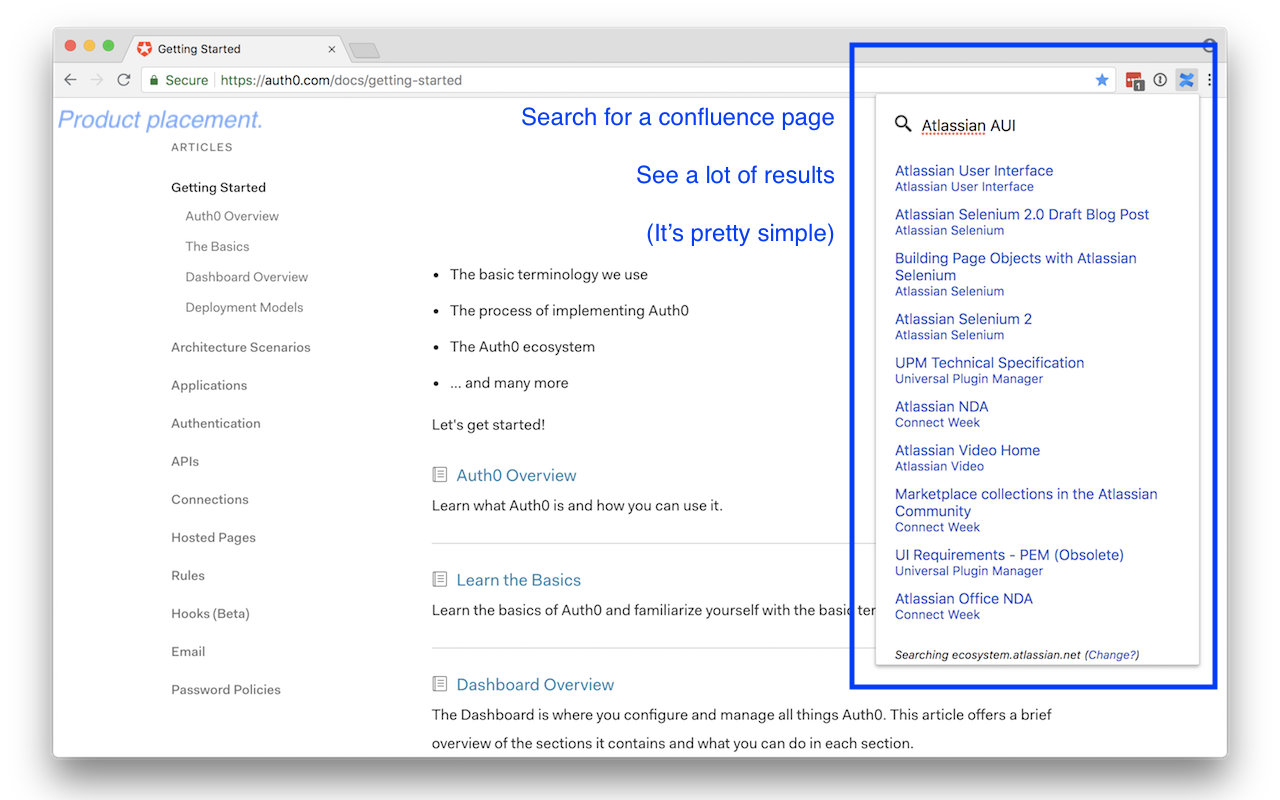 Getting Started
Secure
https://auth0.com/docs/getting-started
1
Product placement.
Search for a confluence page
See a lot of results
(It's pretty simple)
ARTICLES
Getting Started
Auth0 Overview
The Basics
Dashboard Overview
Deployment Models
Architecture Scenarios
Applications
Authentication
APIs
Connections
Hosted Pages
Rules
Hooks (Beta)
Email
Password Policies
• The basic terminology we use
• The process of implementing Auth0
• The Auth0 ecosystem
• ... and many more
Let's get started!
Auth0 Overview
Learn what Auth0 is and how you can use it.
Learn the Basics
Learn the basics of Auth0 and familiarize yourself with the basic ter
Dashboard Overview
The Dashboard is where you configure and manage all things Auth0. This article offers a brief
overview of the sections it contains and what you can do in each section.
Atlassian AUI
Atlassian User Interface
Atlassian User Interface
Atlassian Selenium 2.0 Draft Blog Post
Atlassian Selenium
Building Page Objects with Atlassian
Selenium
Atlassian Selenium
Atlassian Selenium 2
Atlassian Selenium
UPM Technical Specification
Universal Plugin Manager
Atlassian NDA
Connect Week
Atlassian Video Home
Atlassian Video
Marketplace collections in the Atlassian
Community
Connect Week
UI Requirements - PEM (Obsolete)
Universal Plugin Manager
Atlassian Office NDA
Connect Week
Searching ecosystem.atlassian.net (Change?)